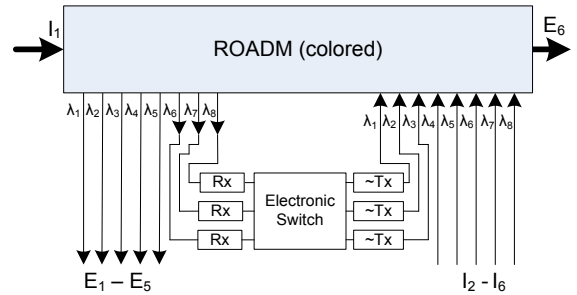 I1
ROADM (colored)
E6
λ1 λ2 λ3 λ4 λ5 λ6 λ7 λ8
λ1 λ2 λ3 λ4 λ5 λ6 λ7 λ8
Rx
Rx
Rx
Electronic
Switch
~Tx
~Tx
~Tx
E1 – E5
I2 - I6